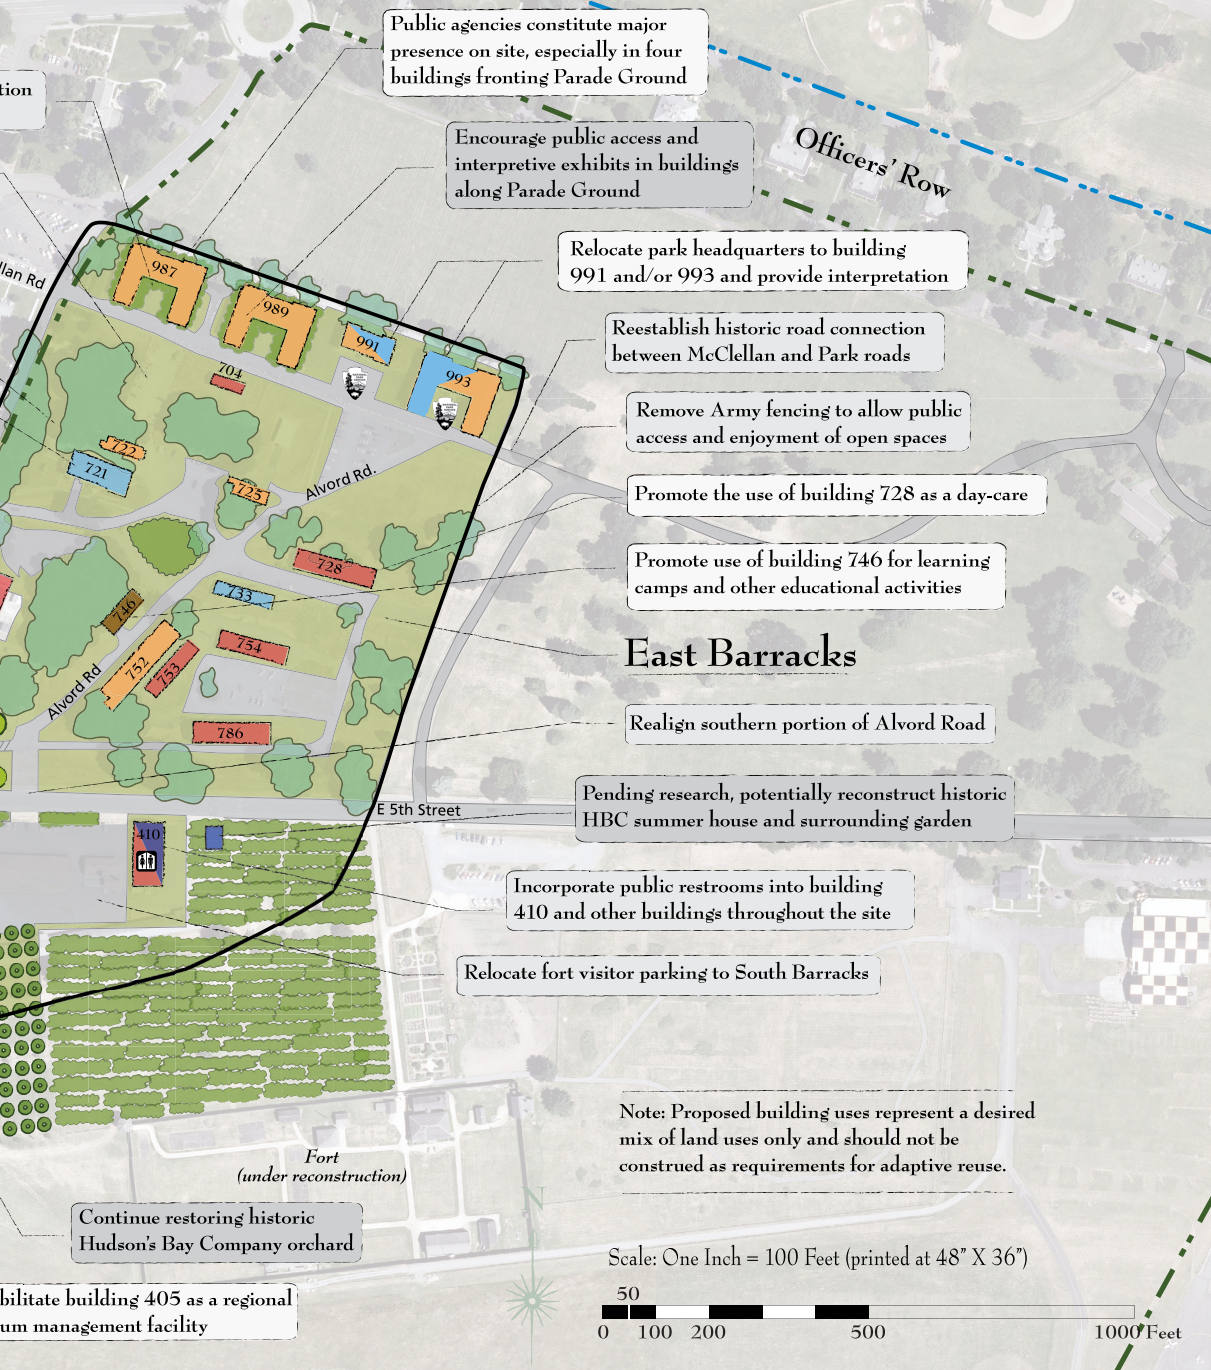 Public agencies constitute major
presence on site, especially in four
buildings fronting Parade Ground
tion
Encourage public access and
interpretive exhibits in buildings
along Parade Ground
Officers' Row
Relocate park headquarters to building
991 and/or 993 and provide interpretation
llan Rd
987
989
991
993
704
Reestablish historic road connection
between McClellan and Park roads
Remove Army fencing to allow public
access and enjoyment of open spaces
722
721
725
Alvord Rd.
Promote the use of building 728 as a day-care
728
733
746
Promote use of building 746 for learning
camps and other educational activities
752
753
754
East Barracks
Alvord Rd
786
Realign southern portion of Alvord Road
E 5th Street
Pending research, potentially reconstruct historic
HBC summer house and surrounding garden
410
Incorporate public restrooms into building
410 and other buildings throughout the site
Relocate fort visitor parking to South Barracks
Note: Proposed building uses represent a desired
mix of land uses only and should not be
construed as requirements for adaptive reuse.
Fort
(under reconstruction)
N
Continue restoring historic
Hudson's Bay Company orchard
bilitate building 405 as a regional
um management facility
Scale: One Inch = 100 Feet (printed at 48" X 36")
50
0 100 200 500 1000 Feet